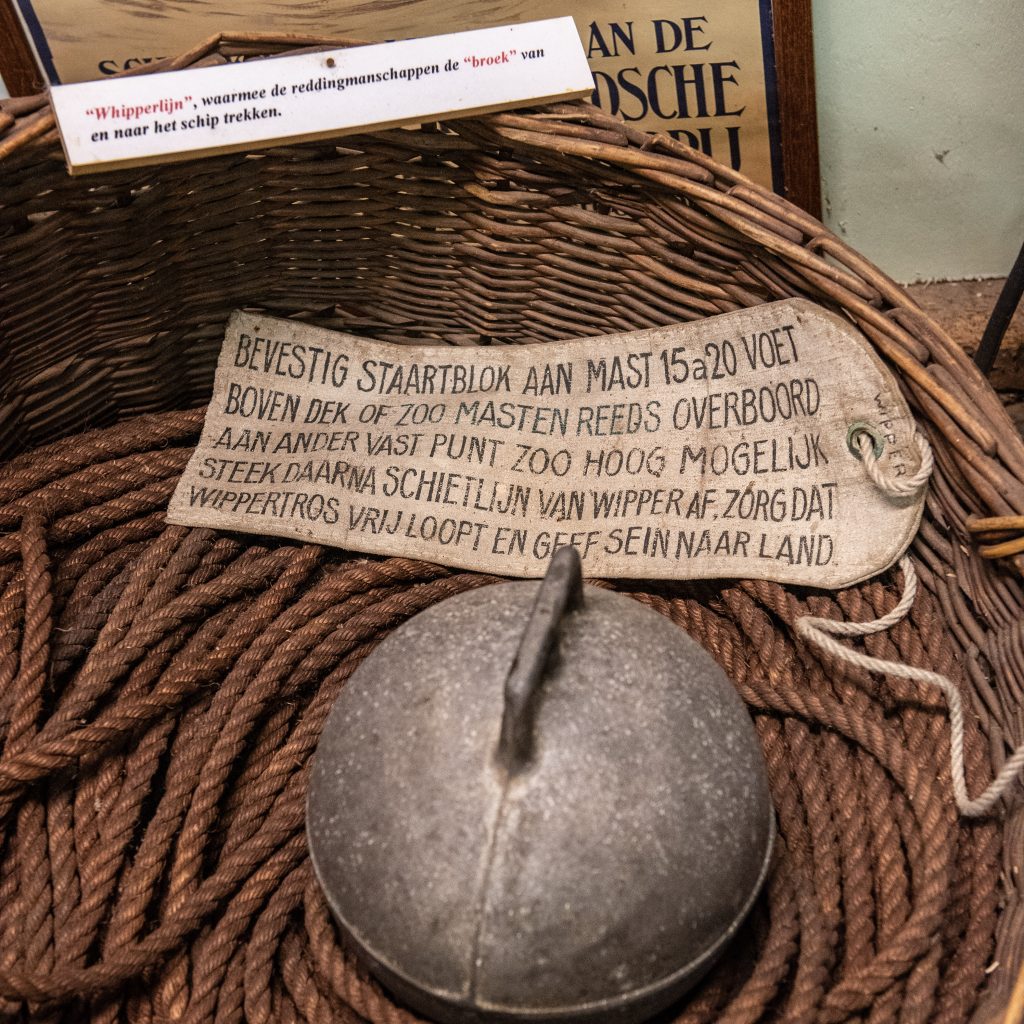 AN DE
OSCHE
"Whipperlijn", waarmee de reddingmanschappen de "broek" van
en naar het schip trekken.
BEVESTIG STAARTBLOK AAN MAST 15 a 20 VOET
BOVEN DEK OF ZOO MASTEN REEDS OVERBOORD
AAN ANDER VAST PUNT ZOO HOOG MOGELIJK
STEEK DAARNA SCHIETLIJN VAN WIPPER AF, ZORG DAT
WIPPERTROS VRIJ LOOPT EN GEEF SEIN NAAR LAND.
WIPPER